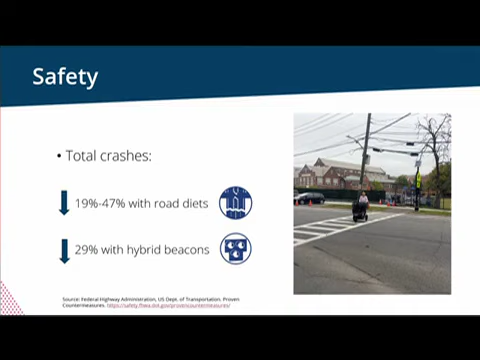 Safety
• Total crashes:
19%-47% with road diets
29% with hybrid beacons
Source: Federal Highway Administration, US Dept. of Transportation. Proven
Countermeasures. https://safety.fhwa.dot.gov/provencountermeasures/